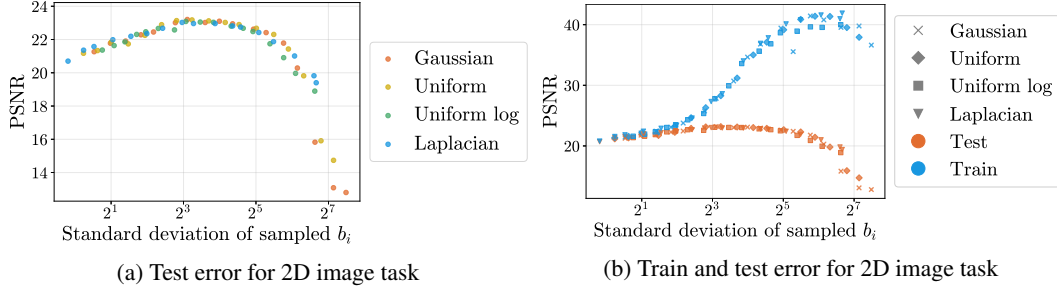 24
22
20
18
16
14
PSNR
2^1
2^3
2^5
2^7
Standard deviation of sampled b_i
Gaussian
Uniform
Uniform log
Laplacian
(a) Test error for 2D image task
40
30
20
PSNR
2^1
2^3
2^5
2^7
Standard deviation of sampled b_i
Gaussian
Uniform
Uniform log
Laplacian
Test
Train
(b) Train and test error for 2D image task